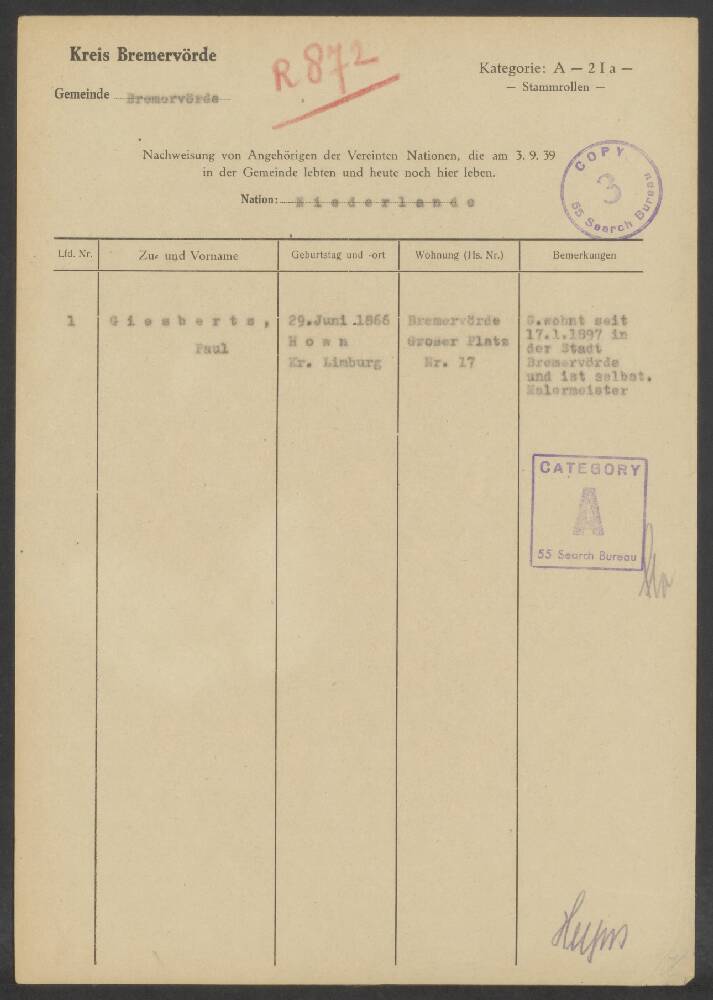 Kreis Bremervörde
R 872
Kategorie: A — 2 I a —
— Stammrollen —
Gemeinde Bremervörde
Nachweisung von Angehörigen der Vereinten Nationen, die am 3. 9. 39
in der Gemeinde lebten und heute noch hier leben.
Nation: Niederlande
COPY
3
55 Search Bureau
Lfd. Nr. Zu- und Vorname Geburtstag und -ort Wohnung (Hs. Nr.) Bemerkungen
1 Giesberts, 29.Juni 1866 Bremervörde G.wohnt seit
Paul Horn Großer Platz 17.1.1897 in
Kr. Limburg Nr. 17 der Stadt
Bremervörde
und ist selbst.
Malermeister
CATEGORY
A
55 Search Bureau